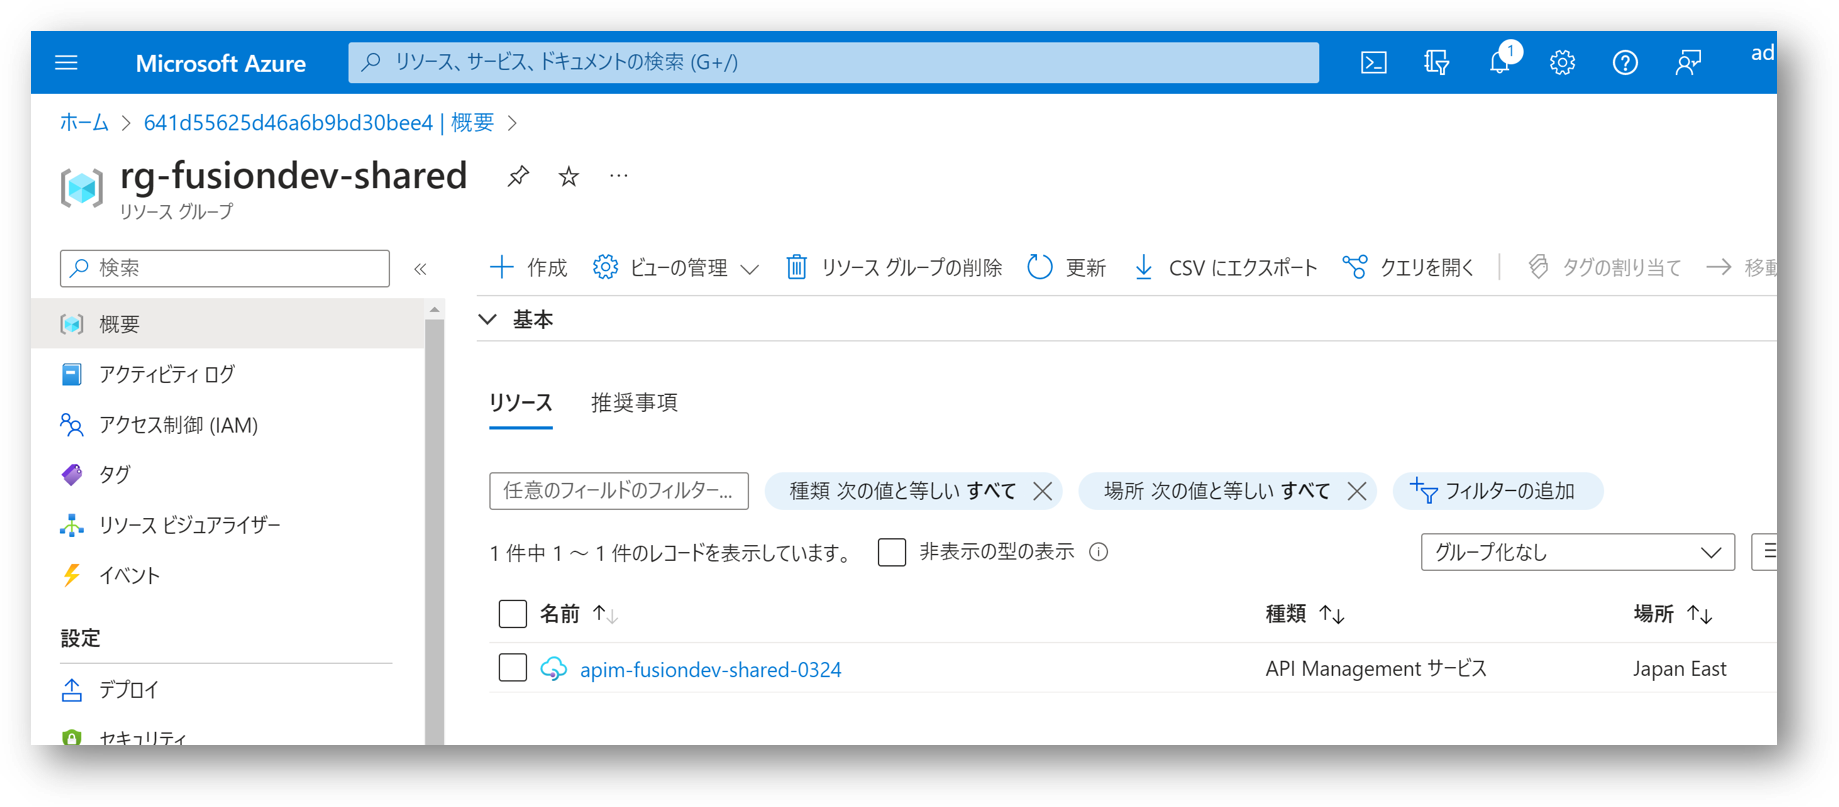 Microsoft Azure
リソース、サービス、ドキュメントの検索 (G+/)
1
ad
ホーム > 641d55625d46a6b9bd30bee4 | 概要 >
rg-fusiondev-shared
リソース グループ
検索
概要
アクティビティ ログ
アクセス制御 (IAM)
タグ
リソース ビジュアライザー
イベント
設定
デプロイ
セキュリティ
作成 ビューの管理 リソース グループの削除 更新 CSV にエクスポート クエリを開く タグの割り当て 移動
基本
リソース 推奨事項
任意のフィールドのフィルター... 種類 次の値と等しい すべて 場所 次の値と等しい すべて フィルターの追加
1 件中 1 ～ 1 件のレコードを表示しています。 非表示の型の表示 グループ化なし
名前 種類 場所
apim-fusiondev-shared-0324 API Management サービス Japan East